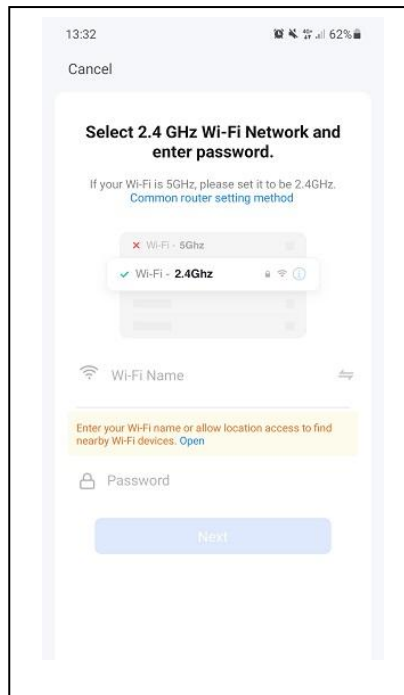 13:32 62%
Cancel
Select 2.4 GHz Wi-Fi Network and
enter password.
If your Wi-Fi is 5GHz, please set it to be 2.4GHz.
Common router setting method
Wi-Fi - 5Ghz
Wi-Fi - 2.4Ghz
Wi-Fi Name
Enter your Wi-Fi name or allow location access to find
nearby Wi-Fi devices. Open
Password
Next